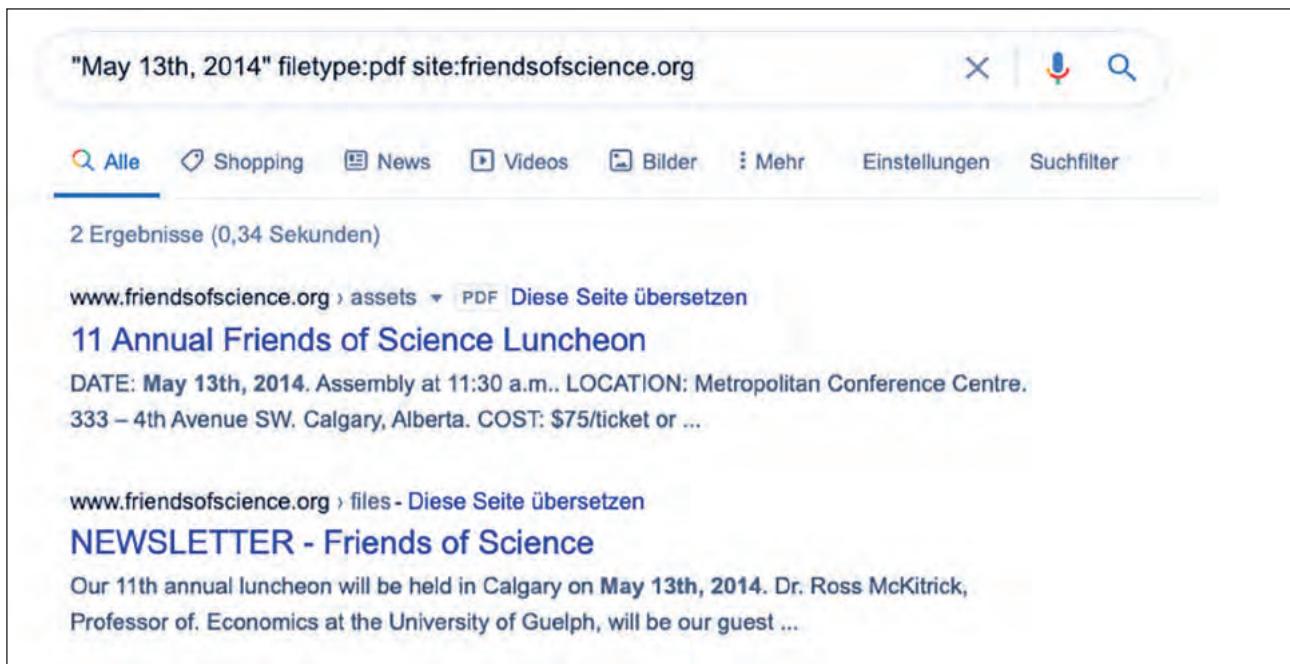 "May 13th, 2014" filetype:pdf site:friendsofscience.org
Alle Shopping News Videos Bilder Mehr Einstellungen Suchfilter
2 Ergebnisse (0,34 Sekunden)
www.friendsofscience.org › assets ▾ PDF Diese Seite übersetzen
11 Annual Friends of Science Luncheon
DATE: May 13th, 2014. Assembly at 11:30 a.m.. LOCATION: Metropolitan Conference Centre.
333 – 4th Avenue SW. Calgary, Alberta. COST: $75/ticket or ...
www.friendsofscience.org › files - Diese Seite übersetzen
NEWSLETTER - Friends of Science
Our 11th annual luncheon will be held in Calgary on May 13th, 2014. Dr. Ross McKitrick,
Professor of. Economics at the University of Guelph, will be our guest ...